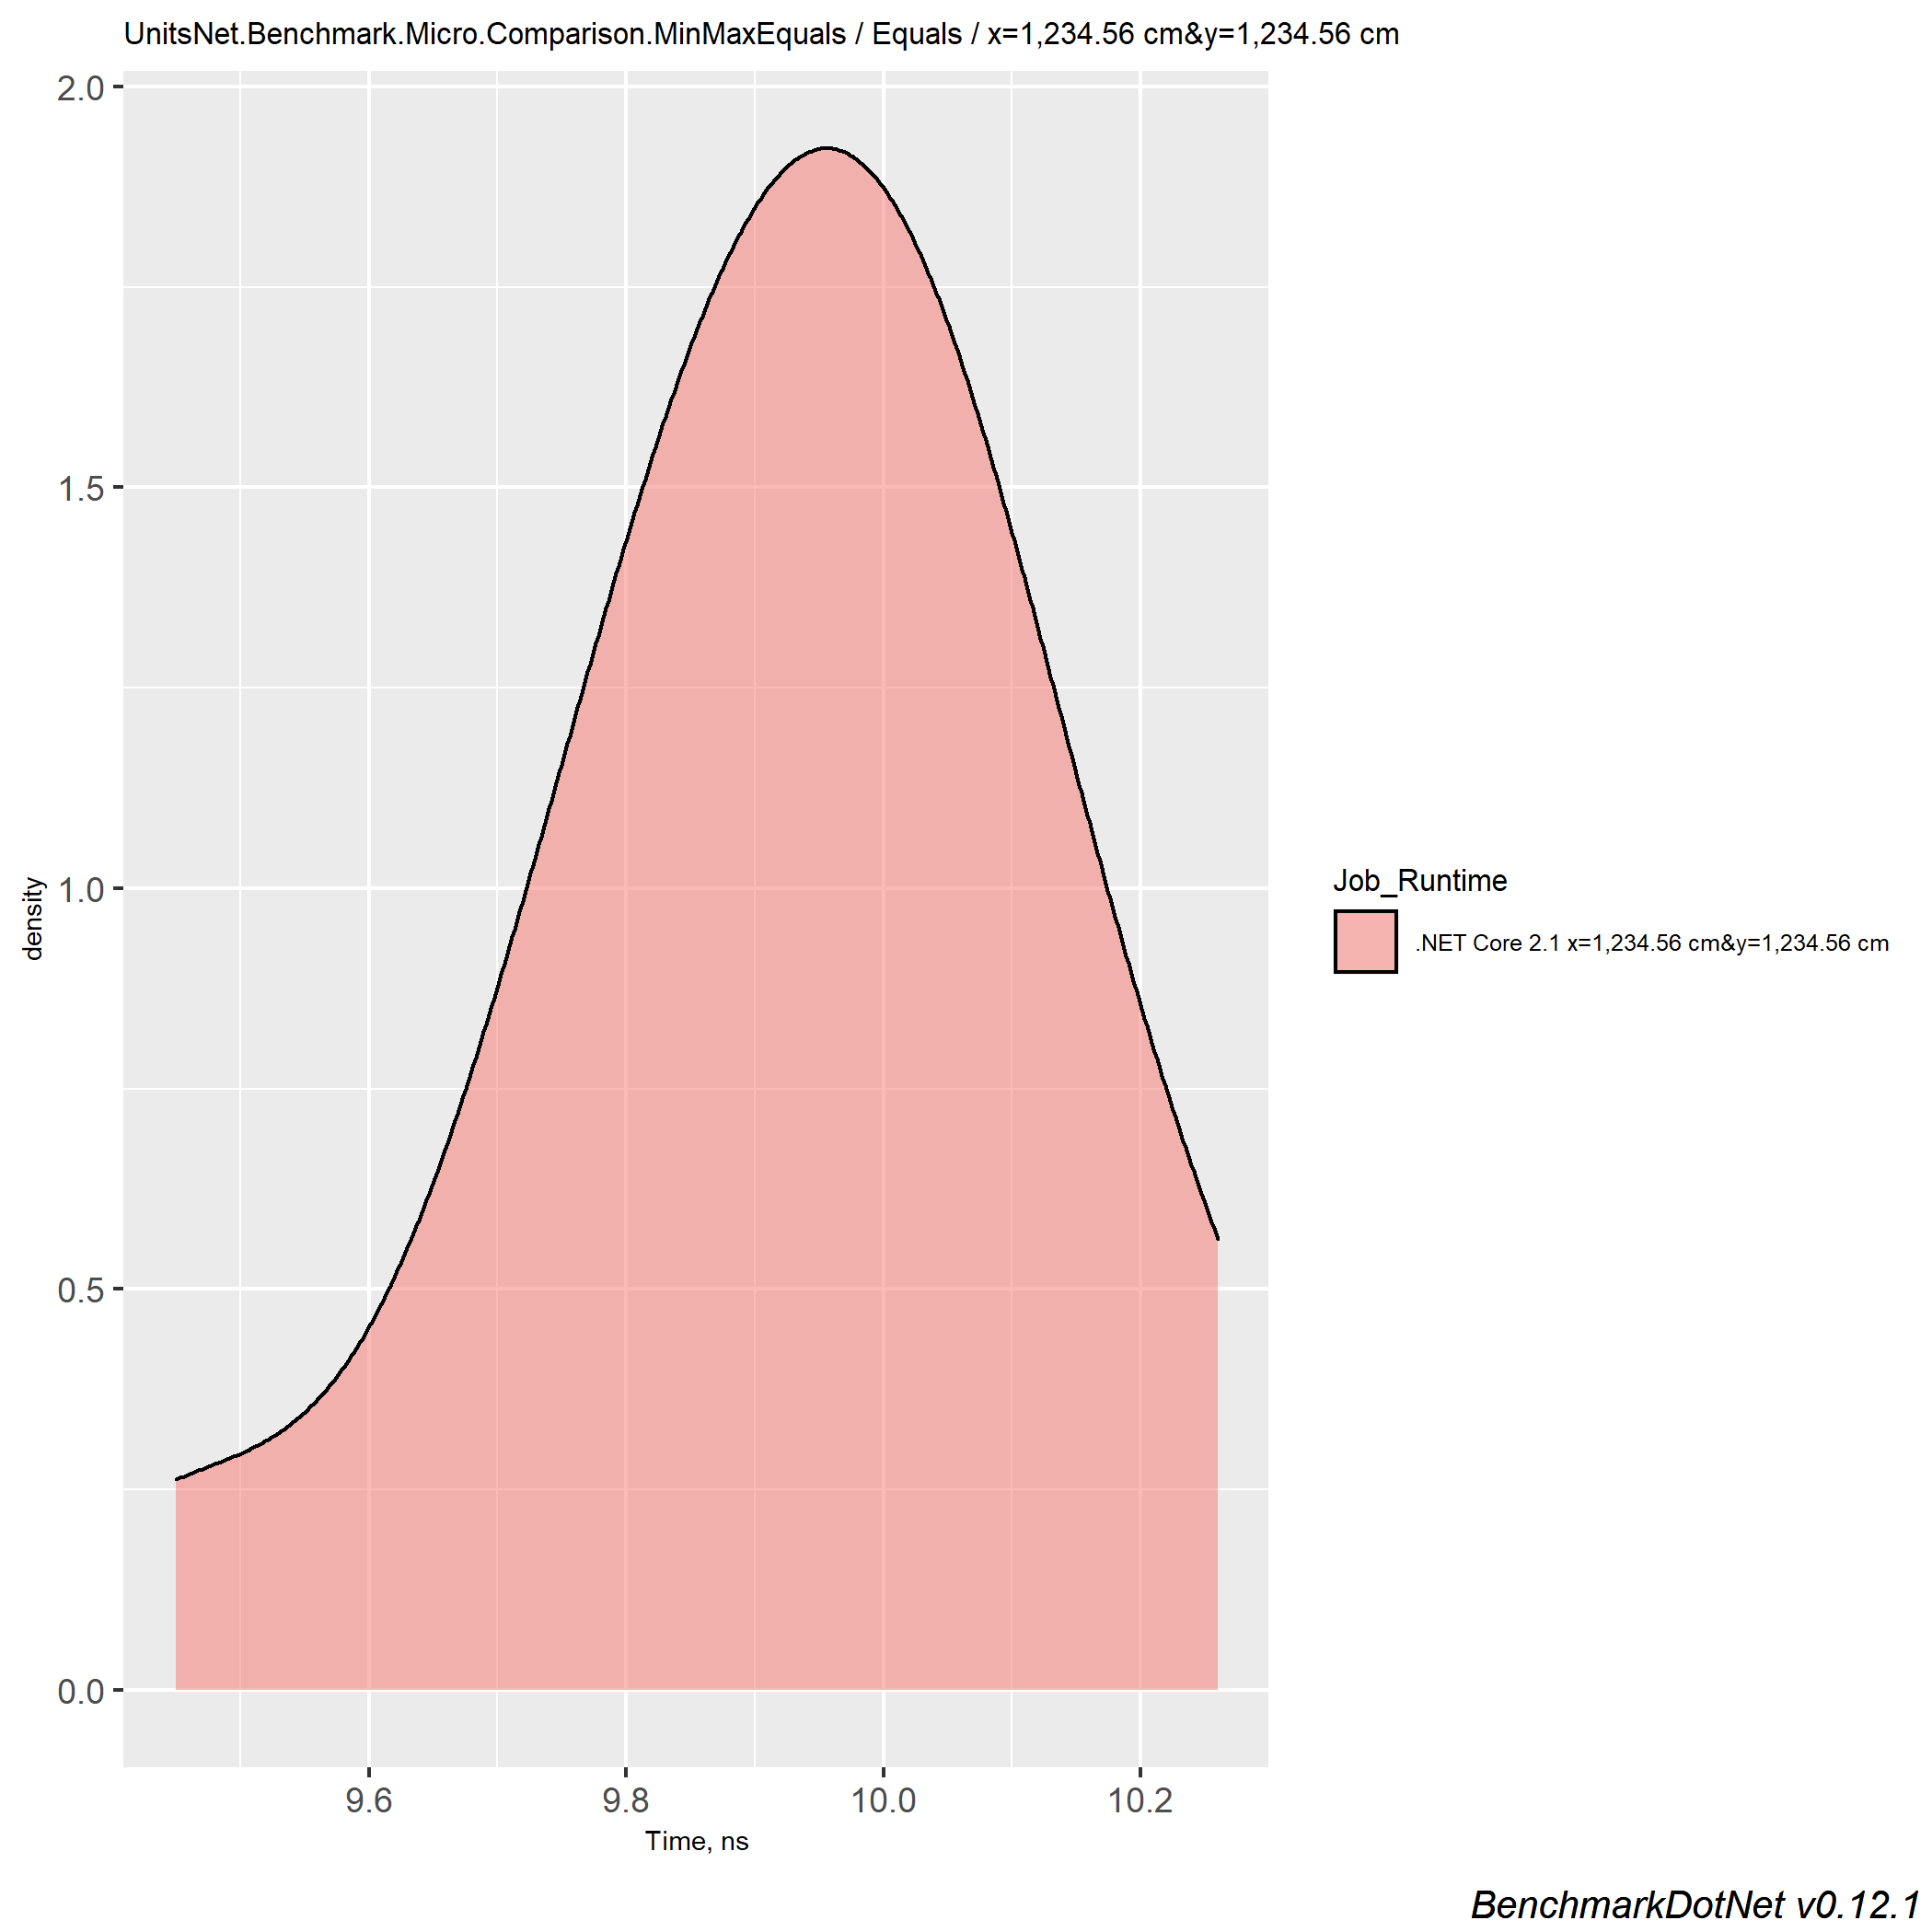 UnitsNet.Benchmark.Micro.Comparison.MinMaxEquals / Equals / x=1,234.56 cm&y=1,234.56 cm
2.0
1.5
1.0
0.5
0.0
density
9.6 9.8 10.0 10.2
Time, ns
Job_Runtime
.NET Core 2.1 x=1,234.56 cm&y=1,234.56 cm
BenchmarkDotNet v0.12.1